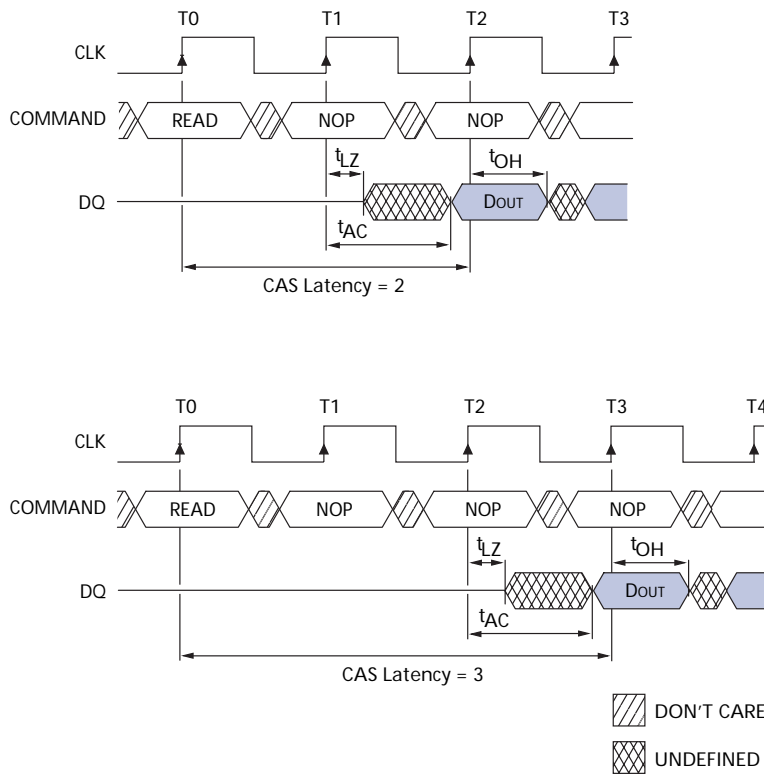 T0 T1 T2 T3
CLK
COMMAND READ NOP NOP
tLZ tOH
DQ DOUT
tAC
CAS Latency = 2
T0 T1 T2 T3 T4
CLK
COMMAND READ NOP NOP NOP
tLZ tOH
DQ DOUT
tAC
CAS Latency = 3
DON'T CARE
UNDEFINED